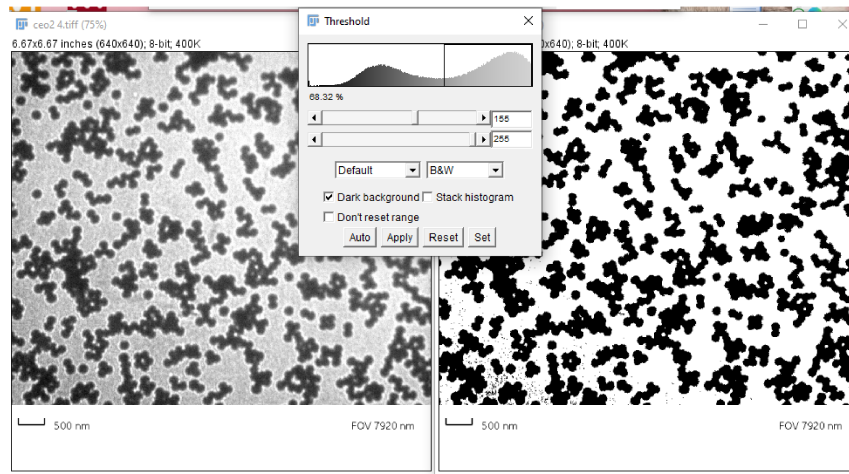 ceo2 4.tiff (75%)
6.67x6.67 inches (640x640); 8-bit; 400K
Threshold
x640); 8-bit; 400K
68.32 %
155
255
Default
B&W
Dark background
Stack histogram
Don't reset range
Auto
Apply
Reset
Set
500 nm
FOV 7920 nm
500 nm
FOV 7920 nm